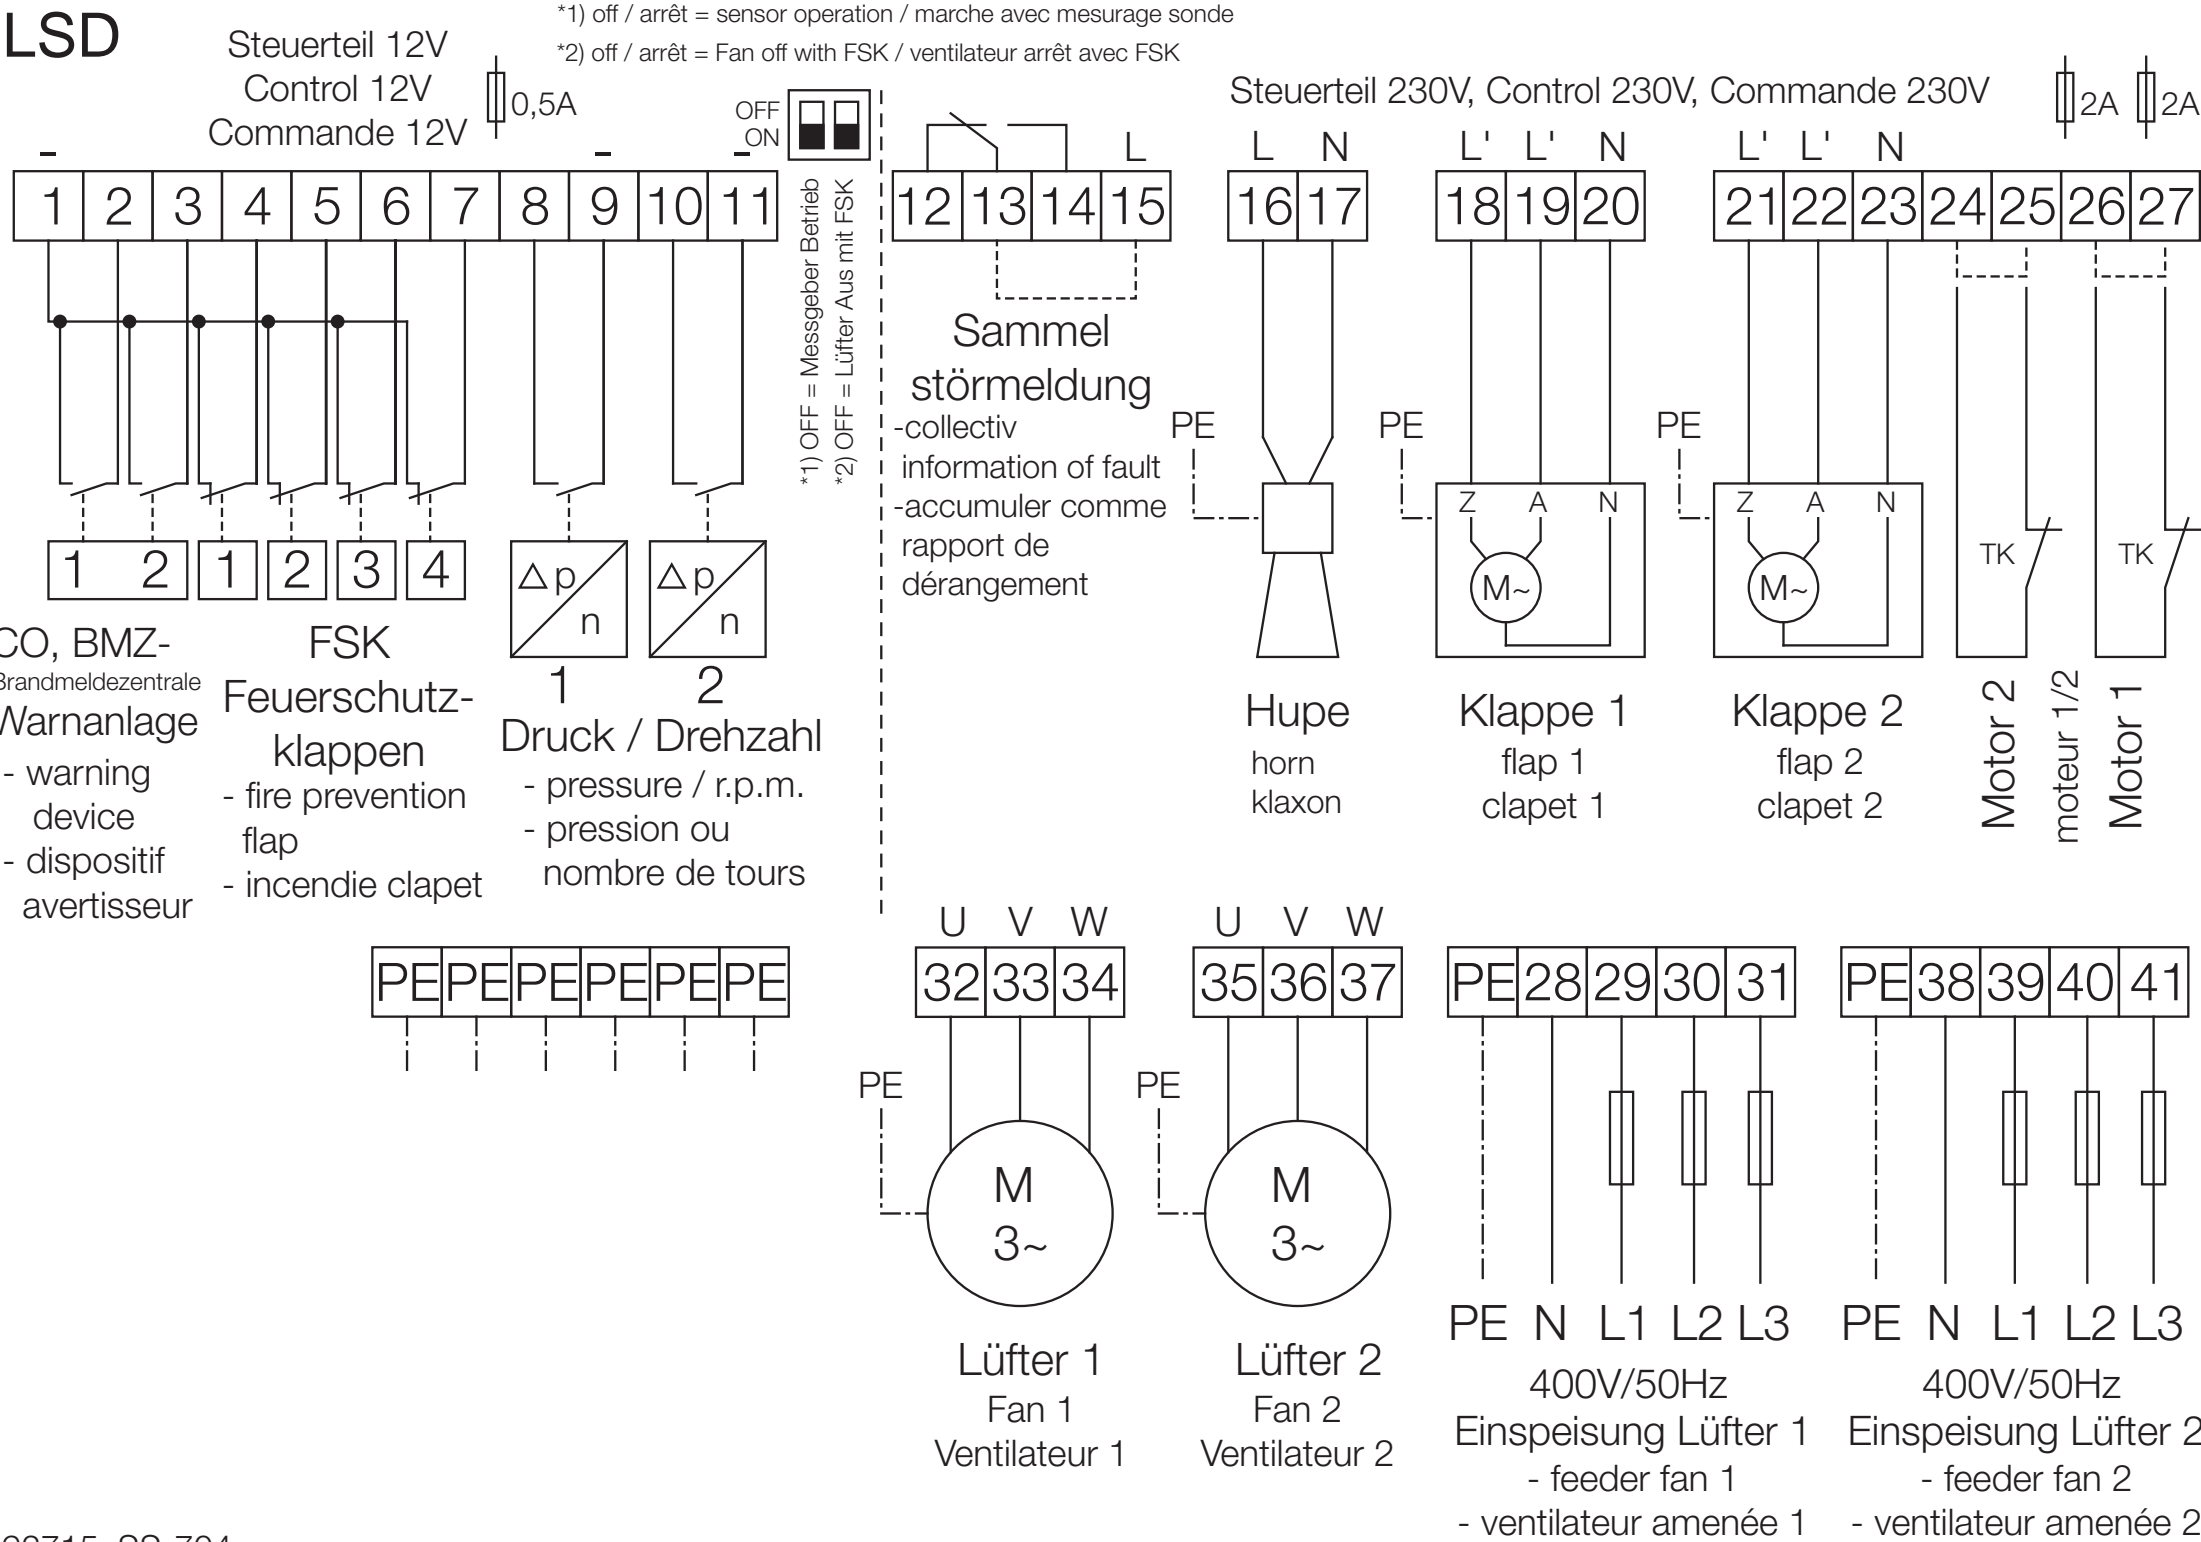 LSD
Steuerteil 12V
Control 12V
Commande 12V
0,5A
*1) off / arrêt = sensor operation / marche avec mesurage sonde
*2) off / arrêt = Fan off with FSK / ventilateur arrêt avec FSK
OFF
ON
Steuerteil 230V, Control 230V, Commande 230V
2A 2A
- - -
L L N L' L' N L' L' N
1 2 3 4 5 6 7 8 9 10 11
12 13 14 15
16 17
18 19 20
21 22 23 24 25 26 27
*1) OFF = Messgeber Betrieb
*2) OFF = Lüfter Aus mit FSK
1 2 1 2 3 4
CO, BMZ-
Brandmeldezentrale
Warnanlage
- warning
device
- dispositif
avertisseur
FSK
Feuerschutz-
klappen
- fire prevention
flap
- incendie clapet
△p
n
△p
n
1 2
Druck / Drehzahl
- pressure / r.p.m.
- pression ou
nombre de tours
Sammel
störmeldung
-collectiv
information of fault
-accumuler comme
rapport de
dérangement
PE
Hupe
horn
klaxon
PE
Z A N
M~
Klappe 1
flap 1
clapet 1
PE
Z A N
M~
Klappe 2
flap 2
clapet 2
TK
TK
Motor 2
moteur 1/2
Motor 1
PE PE PE PE PE PE
U V W
32 33 34
PE
M
3~
Lüfter 1
Fan 1
Ventilateur 1
U V W
35 36 37
PE
M
3~
Lüfter 2
Fan 2
Ventilateur 2
PE 28 29 30 31
PE N L1 L2 L3
400V/50Hz
Einspeisung Lüfter 1
- feeder fan 1
- ventilateur amenée 1
PE 38 39 40 41
PE N L1 L2 L3
400V/50Hz
Einspeisung Lüfter 2
- feeder fan 2
- ventilateur amenée 2